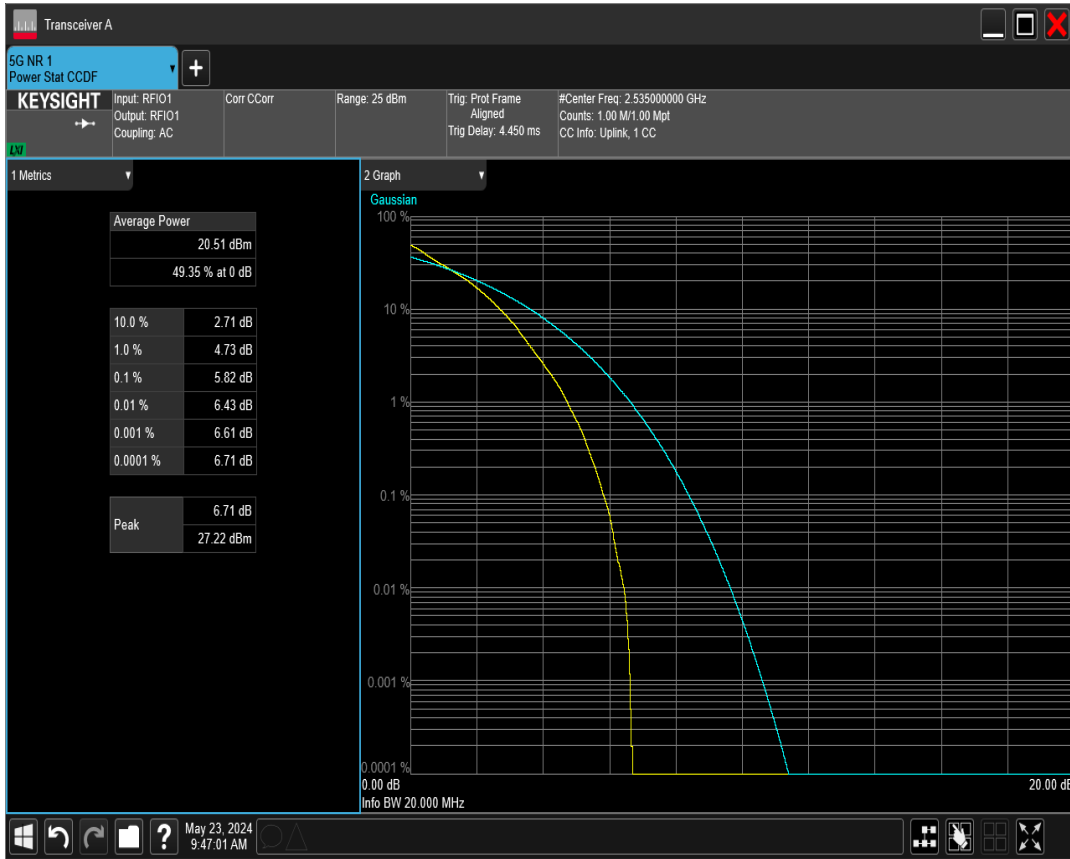 Transceiver A
5G NR 1
Power Stat CCDF
+
KEYSIGHT
LXI
Input: RFIO1
Output: RFIO1
Coupling: AC
Corr CCorr
Range: 25 dBm
Trig: Prot Frame
Aligned
Trig Delay: 4.450 ms
#Center Freq: 2.535000000 GHz
Counts: 1.00 M/1.00 Mpt
CC Info: Uplink, 1 CC
1 Metrics
Average Power
20.51 dBm
49.35 % at 0 dB
10.0 % 2.71 dB
1.0 % 4.73 dB
0.1 % 5.82 dB
0.01 % 6.43 dB
0.001 % 6.61 dB
0.0001 % 6.71 dB
Peak
6.71 dB
27.22 dBm
2 Graph
Gaussian
100 %
10 %
1 %
0.1 %
0.01 %
0.001 %
0.0001 %
0.00 dB 20.00 dB
Info BW 20.000 MHz
?
May 23, 2024
9:47:01 AM